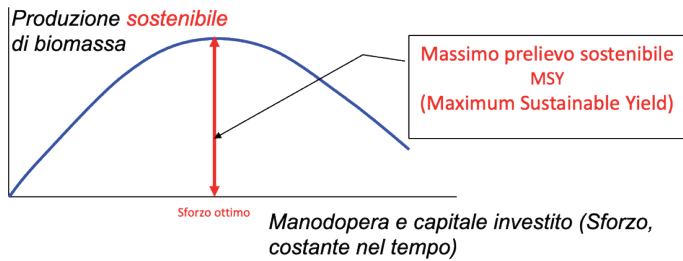 Produzione sostenibile
di biomassa
Massimo prelievo sostenibile
MSY
(Maximum Sustainable Yield)
Sforzo ottimo
Manodopera e capitale investito (Sforzo,
costante nel tempo)